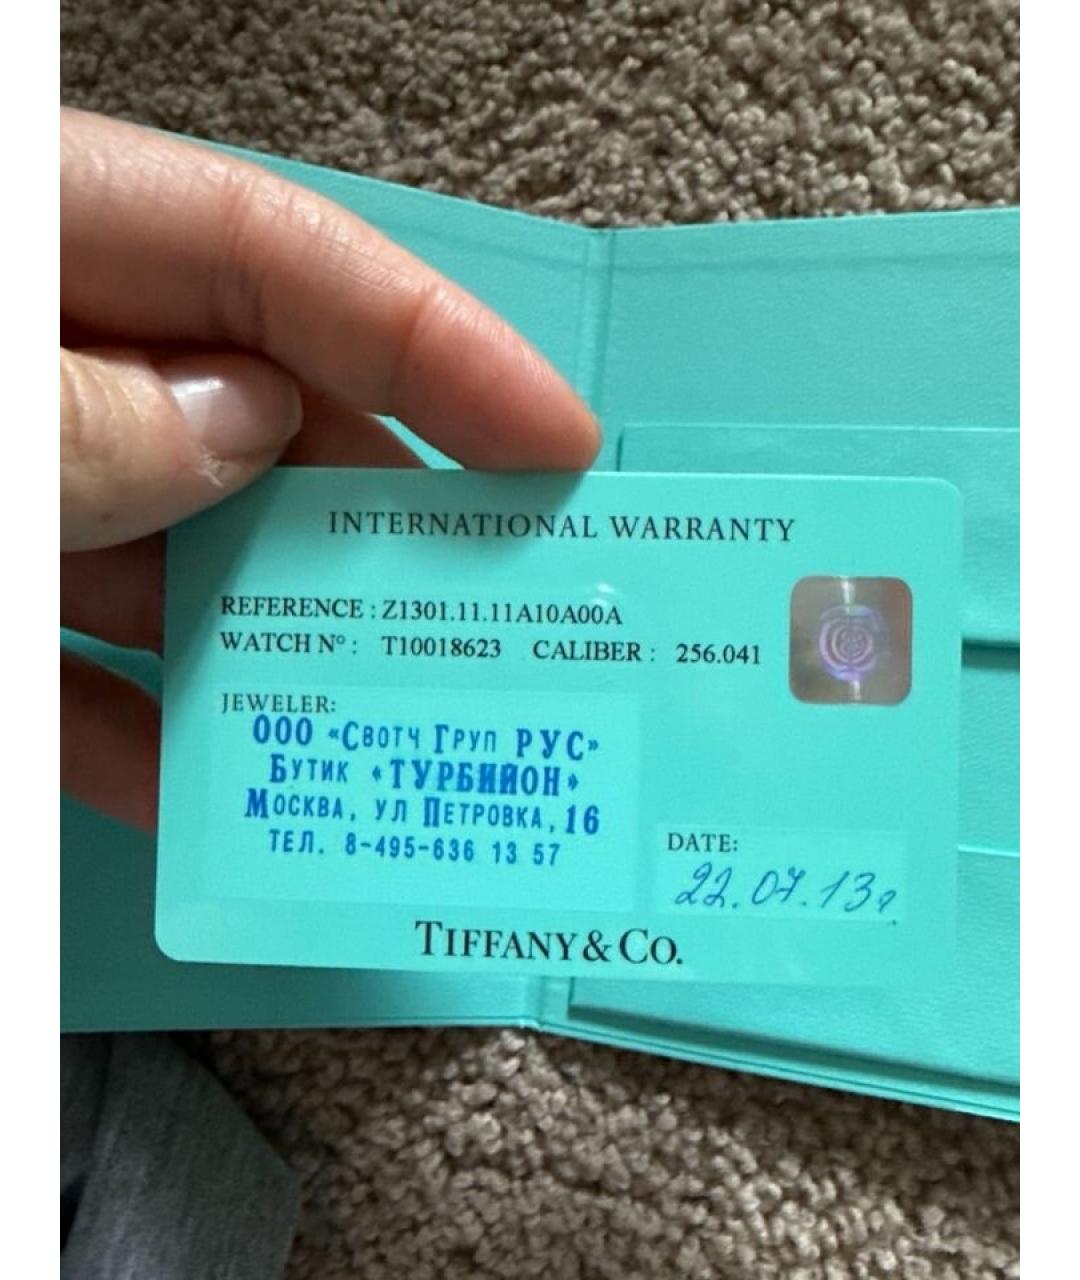 INTERNATIONAL WARRANTY
REFERENCE : Z1301.11.11A10A00A
WATCH Nº : T10018623 CALIBER : 256.041
JEWELER:
ООО «Свотч Груп РУС»
Бутик «ТУРБИЙОН»
Москва, ул Петровка, 16
ТЕЛ. 8-495-636 13 57
DATE:
22.07.13г.
TIFFANY & CO.